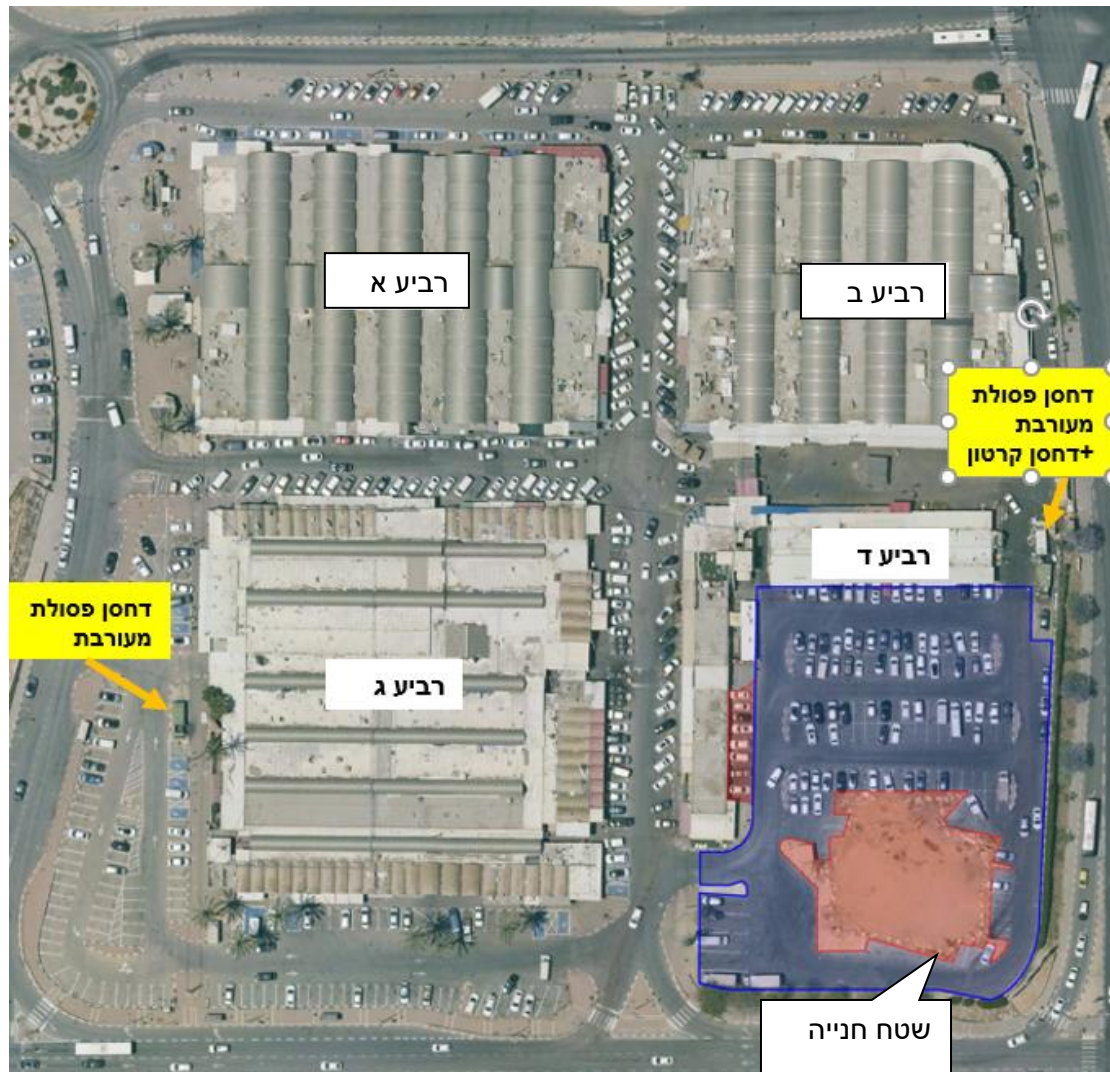 רביע א
רביע ב
דחסן פסולת
מעורבת
+דחסן קרטון
רביע ד
דחסן פסולת
מעורבת
רביע ג
שטח חנייה